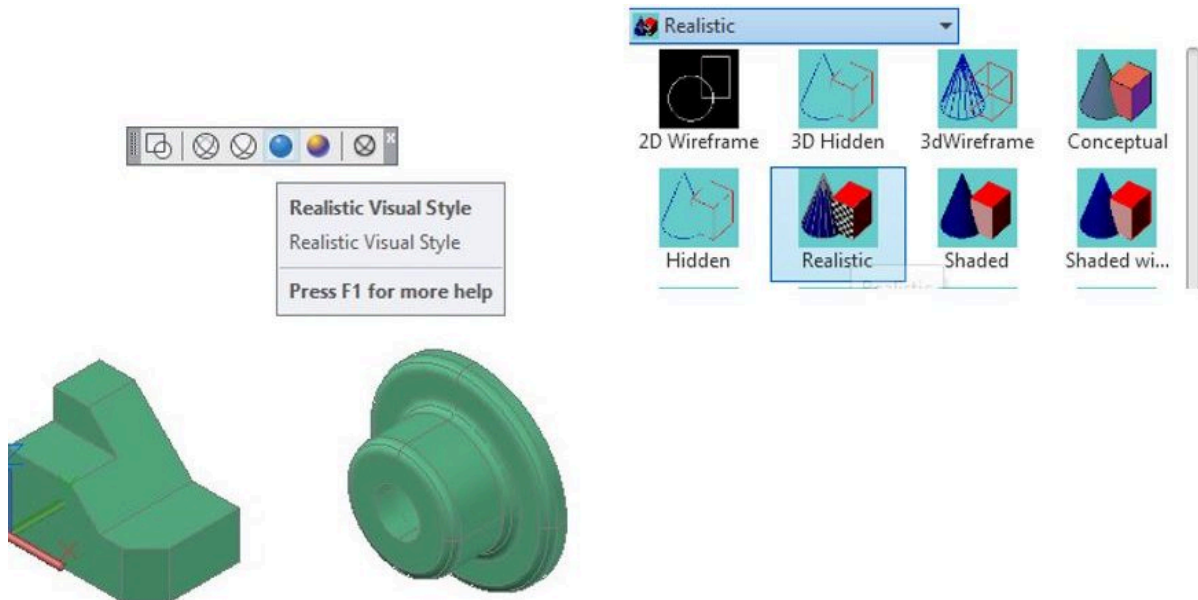 Realistic
2D Wireframe
3D Hidden
3dWireframe
Conceptual
Realistic Visual Style
Realistic Visual Style
Press F1 for more help
Hidden
Realistic
Shaded
Shaded wi...
Realistic
Z
X